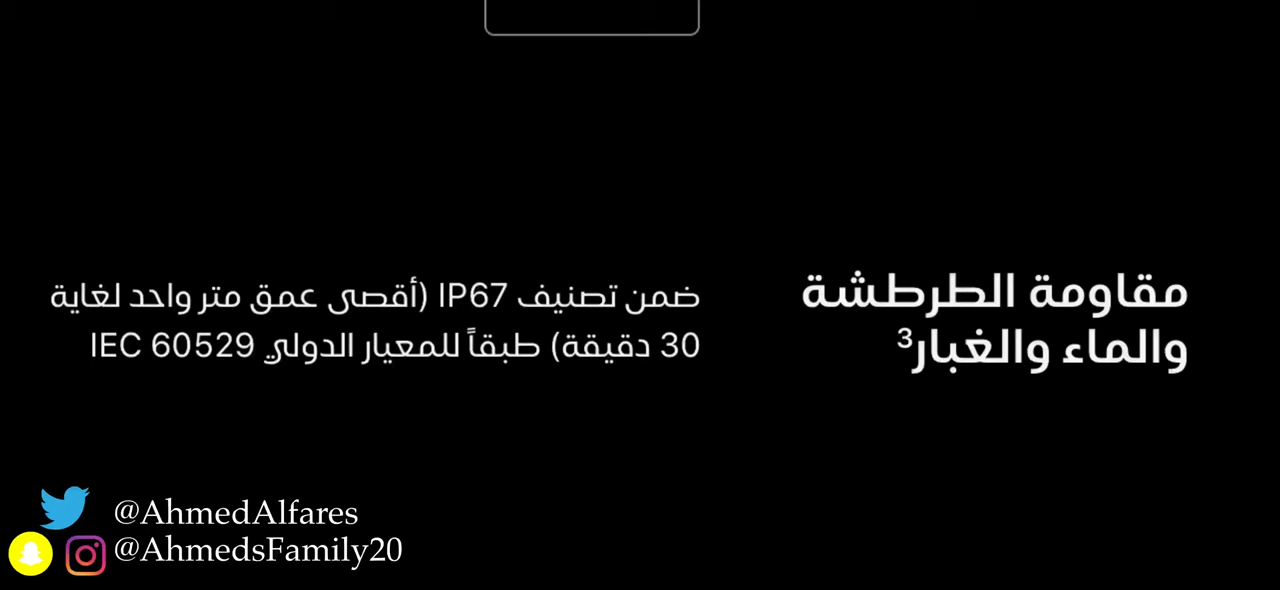 مقاومة الطرطشة
والماء والغبار³
ضمن تصنيف IP67 (أقصى عمق متر واحد لغاية
30 دقيقة) طبقاً للمعيار الدولي IEC 60529
@AhmedAlfares
@AhmedsFamily20